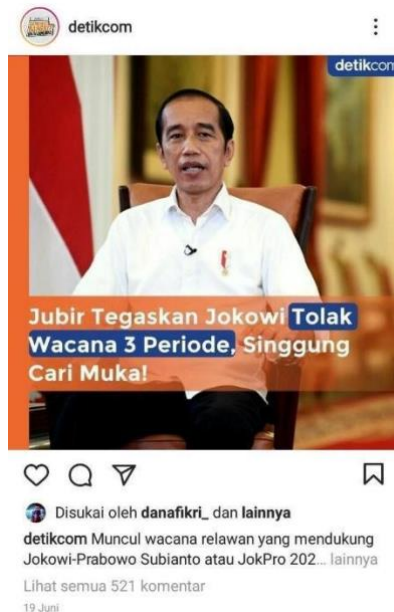 detikcom
detikcom
Jubir Tegaskan Jokowi Tolak
Wacana 3 Periode, Singgung
Cari Muka!
Disukai oleh danafikri_ dan lainnya
detikcom Muncul wacana relawan yang mendukung
Jokowi-Prabowo Subianto atau JokPro 202... lainnya
Lihat semua 521 komentar
19 Juni